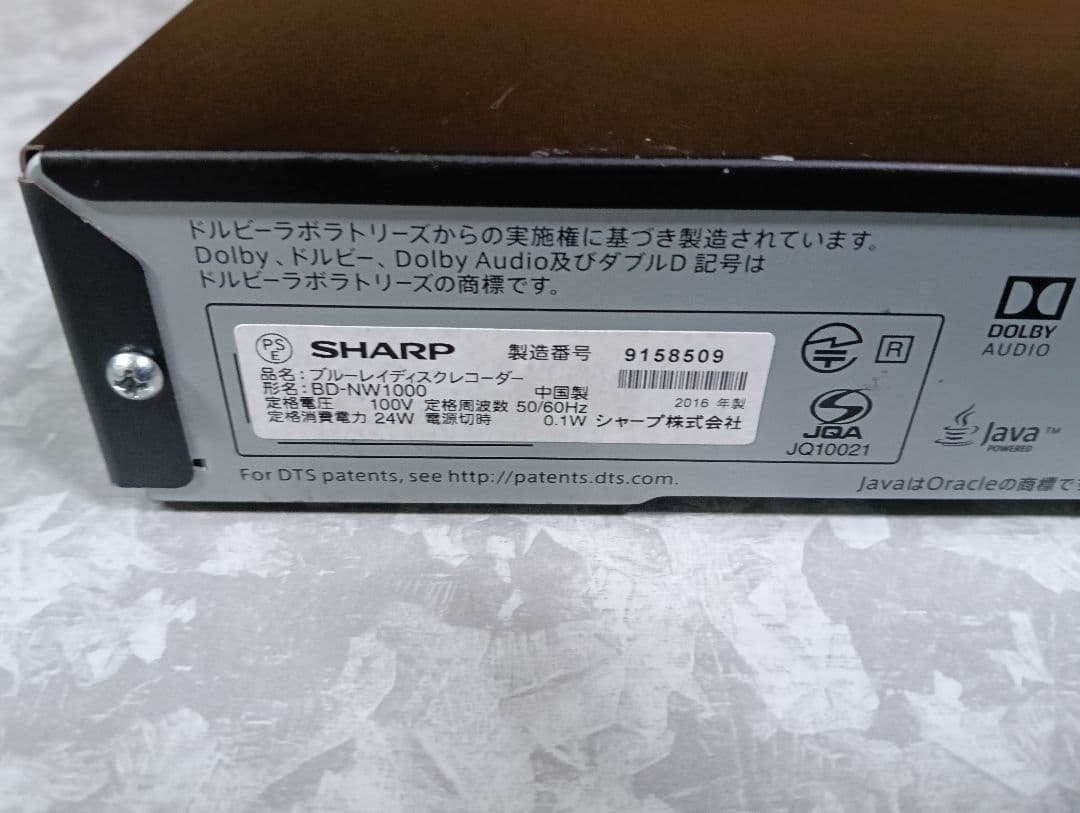 ドルビーラボラトリーズからの実施権に基づき製造されています。
Dolby、ドルビー、Dolby Audio及びダブルD 記号は
ドルビーラボラトリーズの商標です。
DOLBY
AUDIO
PS
E
SHARP 製造番号 9158509
品名:ブルーレイディスクレコーダー
形名:BD-NW1000 中国製
定格電圧 100V 定格周波数 50/60Hz 2016 年製
定格消費電力 24W 電源切時 0.1W シャープ株式会社
R
JQA
JQ10021
Java™
POWERED
For DTS patents, see http://patents.dts.com.
JavaはOracleの商標で